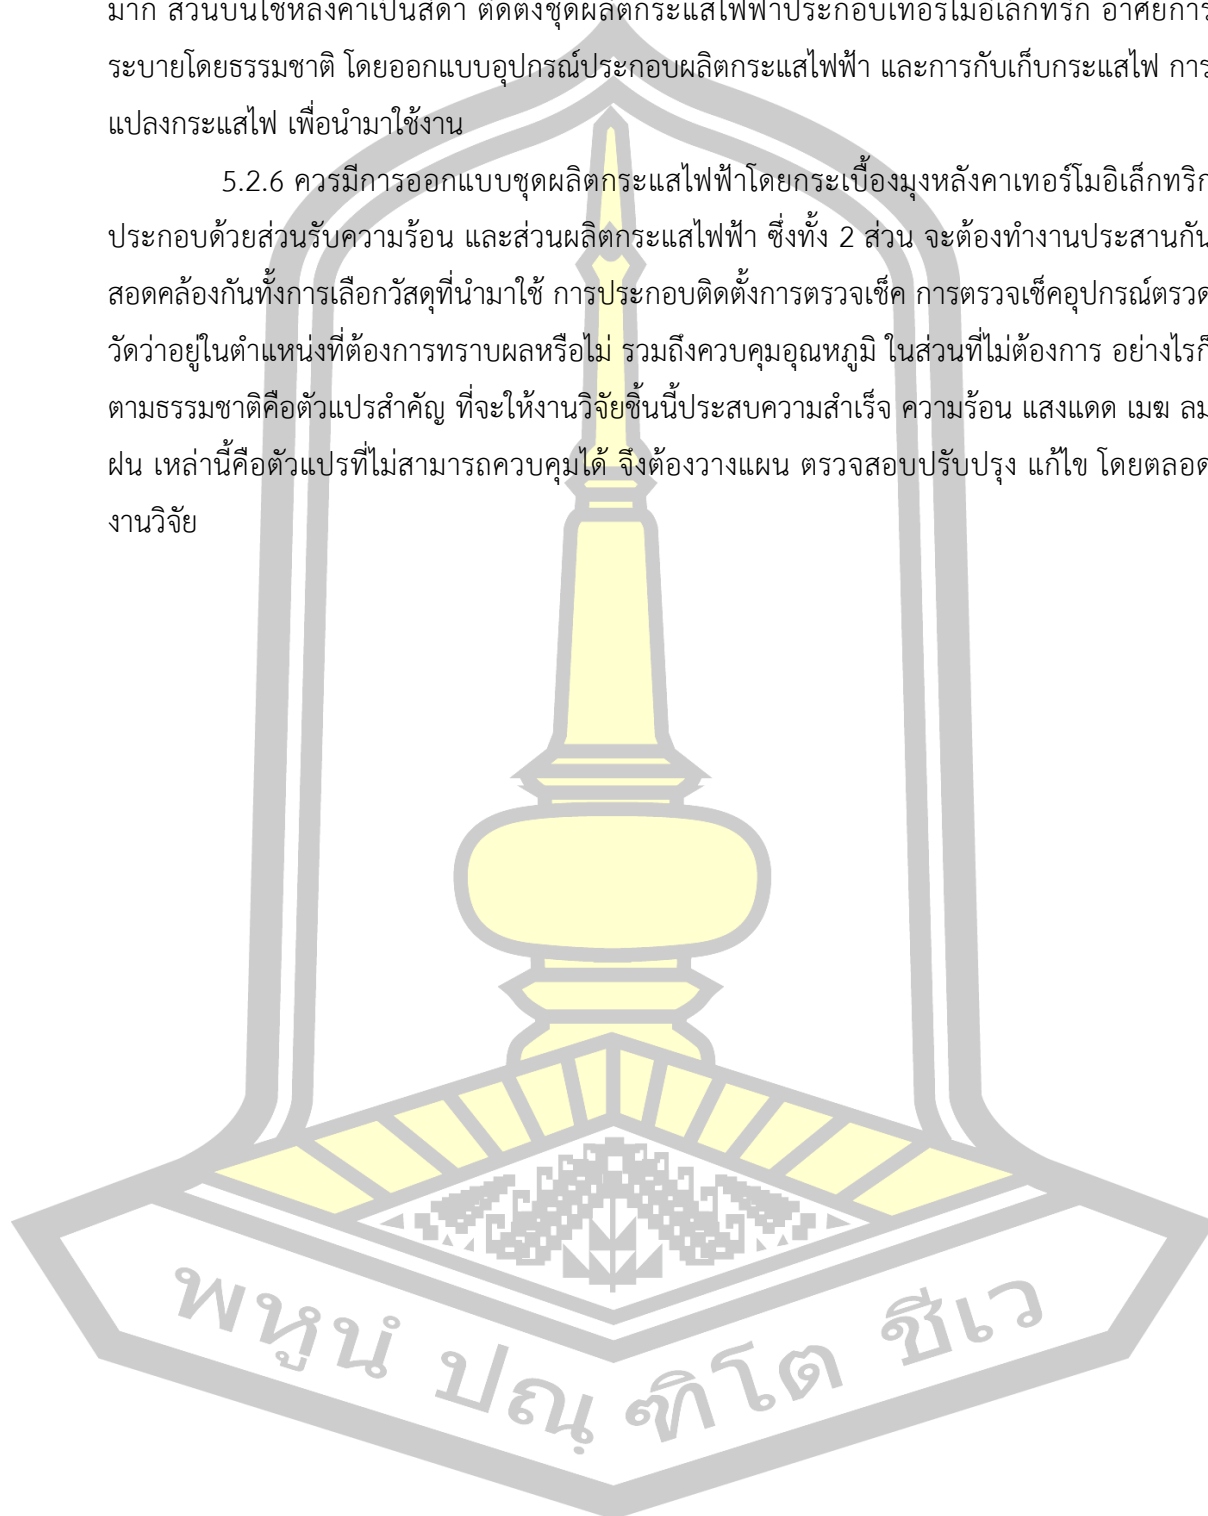 มาก ส่วนบนใช้หลังคาเป็นสีดำ ติดตั้งชุดผลิตกระแสไฟฟ้าประกอบเทอร์โมอิเล็กทริก อาศัยการ
ระบายโดยธรรมชาติ โดยออกแบบอุปกรณ์ประกอบผลิตกระแสไฟฟ้า และการกับเก็บกระแสไฟ การ
แปลงกระแสไฟ เพื่อนำมาใช้งาน
5.2.6 ควรมีการออกแบบชุดผลิตกระแสไฟฟ้าโดยกระเบื้องมุงหลังคาเทอร์โมอิเล็กทริก
ประกอบด้วยส่วนรับความร้อน และส่วนผลิตกระแสไฟฟ้า ซึ่งทั้ง 2 ส่วน จะต้องทำงานประสานกัน
สอดคล้องกันทั้งการเลือกวัสดุที่นำมาใช้ การประกอบติดตั้งการตรวจเช็ค การตรวจเช็คอุปกรณ์ตรวด
วัดว่าอยู่ในตำแหน่งที่ต้องการทราบผลหรือไม่ รวมถึงควบคุมอุณหภูมิ ในส่วนที่ไม่ต้องการ อย่างไรก็
ตามธรรมชาติคือตัวแปรสำคัญ ที่จะให้งานวิจัยชิ้นนี้ประสบความสำเร็จ ความร้อน แสงแดด เมฆ ลม
ฝน เหล่านี้คือตัวแปรที่ไม่สามารถควบคุมได้ จึงต้องวางแผน ตรวจสอบปรับปรุง แก้ไข โดยตลอด
งานวิจัย
พหูนํ ปณฺ ฑิโต ชีเว